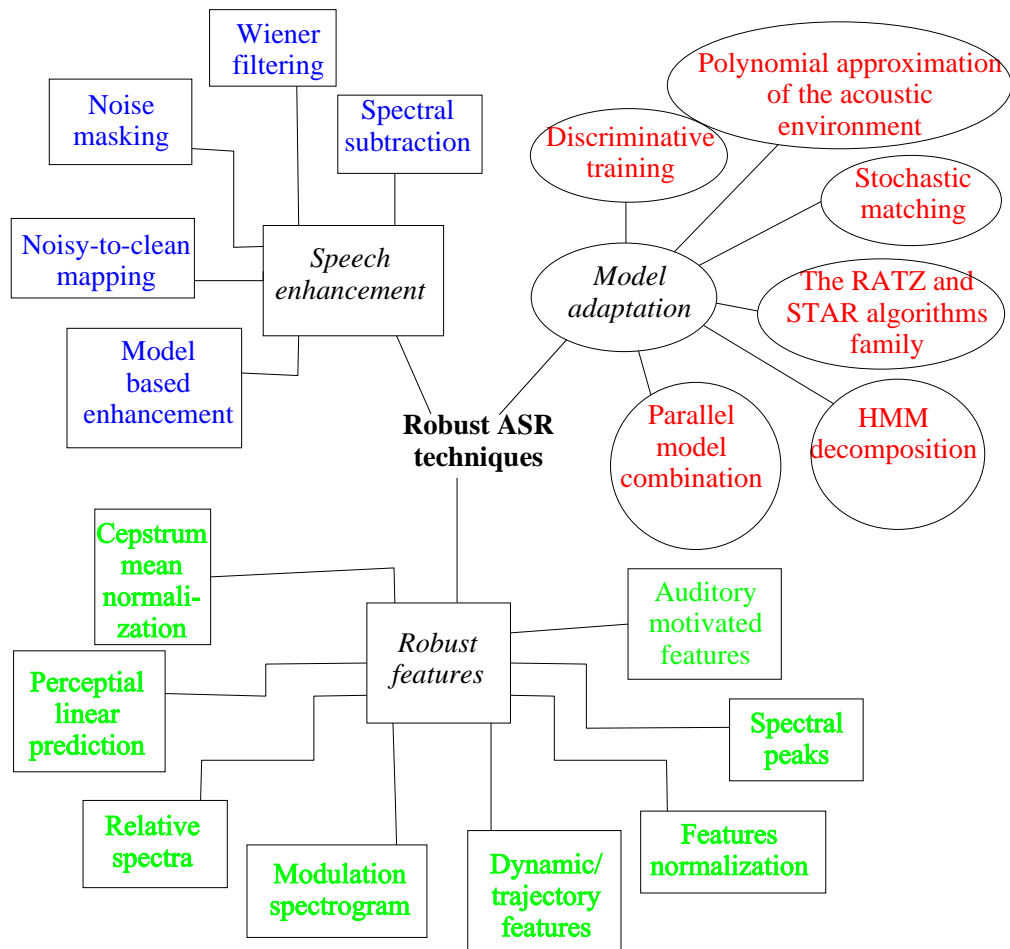 Wiener
filtering
Noise
masking
Spectral
subtraction
Noisy-to-clean
mapping
Speech
enhancement
Model
based
enhancement
Polynomial approximation
of the acoustic
environment
Discriminative
training
Stochastic
matching
Model
adaptation
The RATZ and
STAR algorithms
family
Parallel
model
combination
HMM
decomposition
Robust ASR
techniques
Cepstrum
mean
normali-
zation
Robust
features
Auditory
motivated
features
Perceptial
linear
prediction
Spectral
peaks
Relative
spectra
Modulation
spectrogram
Dynamic/
trajectory
features
Features
normalization